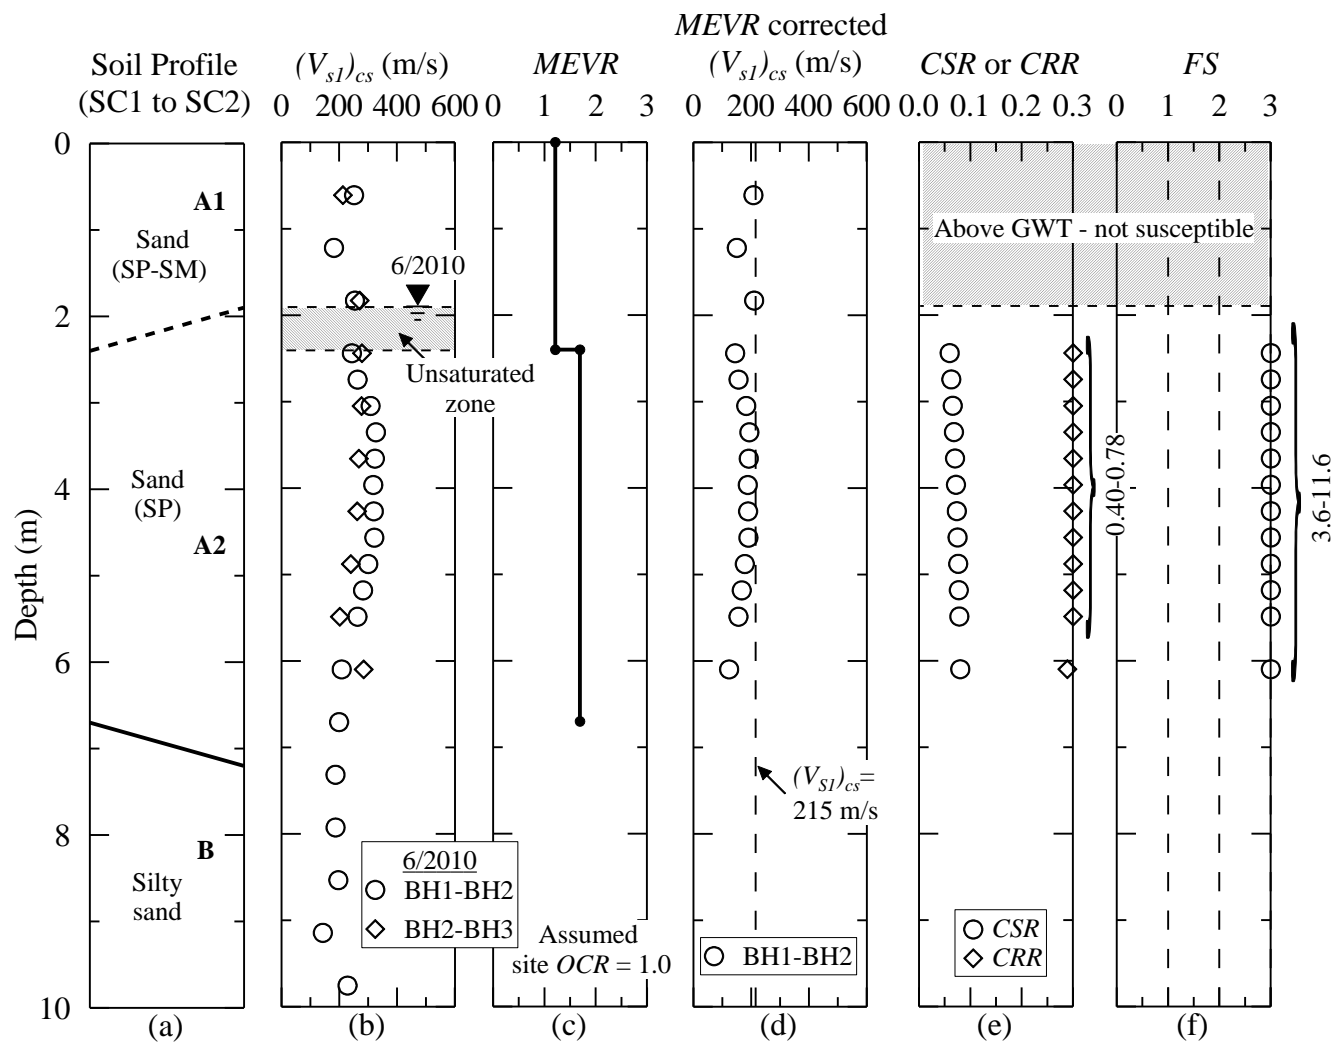 MEVR corrected
Soil Profile
(SC1 to SC2)
(Vs1)cs (m/s)
MEVR
(Vs1)cs (m/s)
CSR or CRR
FS
0 200 400 600
0 1 2 3
0 200 400 600
0.0 0.1 0.2 0.3
0 1 2 3
0
2
4
6
8
10
Depth (m)
A1
Sand
(SP-SM)
Sand
(SP)
A2
B
Silty
sand
6/2010
Unsaturated
zone
6/2010
BH1-BH2
BH2-BH3
Assumed
site OCR = 1.0
(VS1)cs=
215 m/s
BH1-BH2
Above GWT - not susceptible
0.40-0.78
CSR
CRR
3.6-11.6
(a)
(b)
(c)
(d)
(e)
(f)